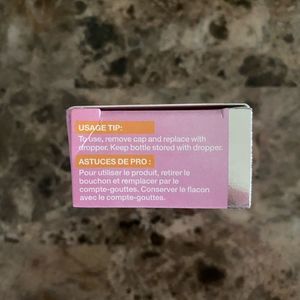 USAGE TIP:
To use, remove cap and replace with
dropper. Keep bottle stored with dropper.
ASTUCES DE PRO :
Pour utiliser le produit, retirer le
bouchon et remplacer par le
compte-gouttes. Conserver le flacon
avec le compte-gouttes.